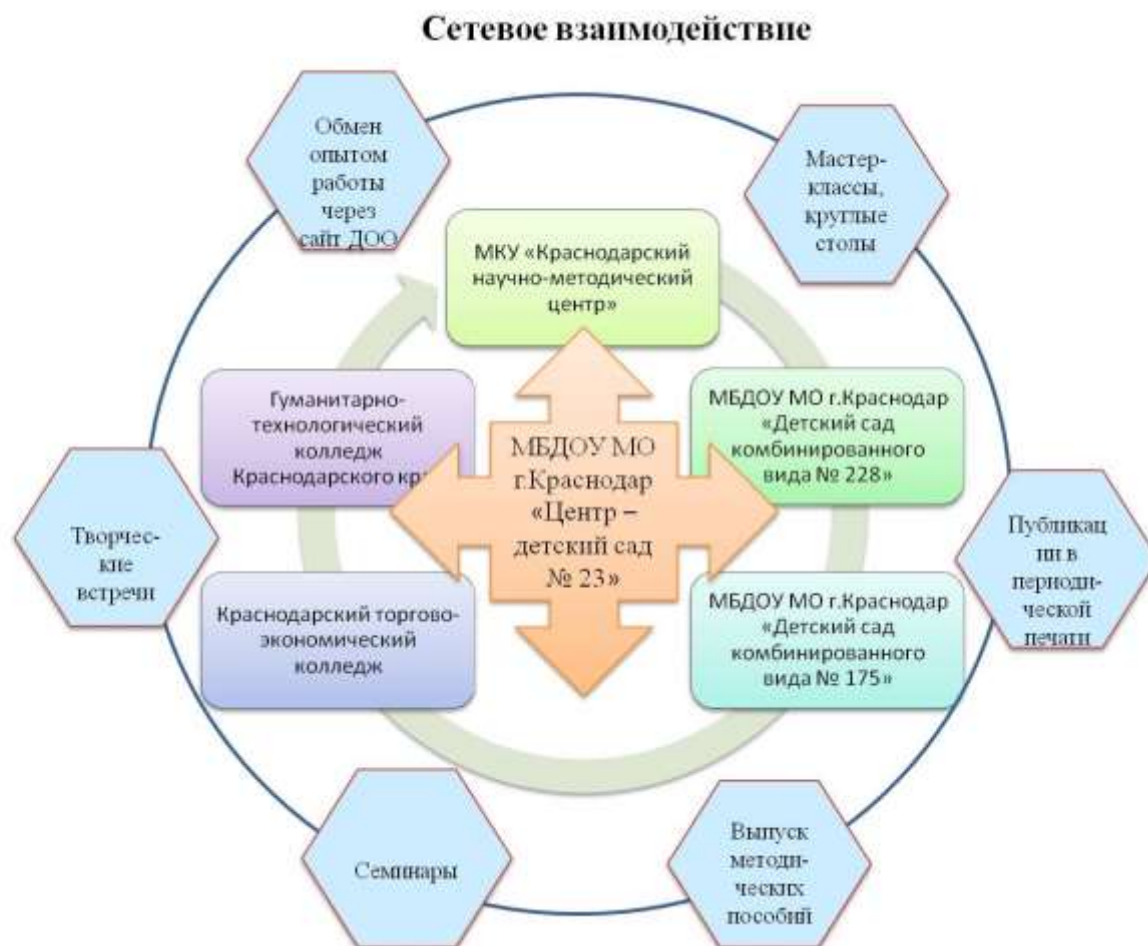 Сетевое взаимодействие
Обмен
опытом
работы
через
сайт ДОО
Мастер-
классы,
круглые
столы
МКУ «Краснодарский
научно-методический
центр»
Гуманитарно-
технологический
колледж
Краснодарского
МБДОУ МО г.Краснодар
«Детский сад
комбинированного
вида № 228»
МБДОУ МО
г.Краснодар
«Центр –
детский сад
№ 23»
Творчес-
кие
встречи
Публикац
ии в
периоди-
ческой
печати
Краснодарский торгово-
экономический
колледж
МБДОУ МО г.Краснодар
«Детский сад
комбинированного
вида № 175»
Семинары
Выпуск
методи-
ческих
пособий